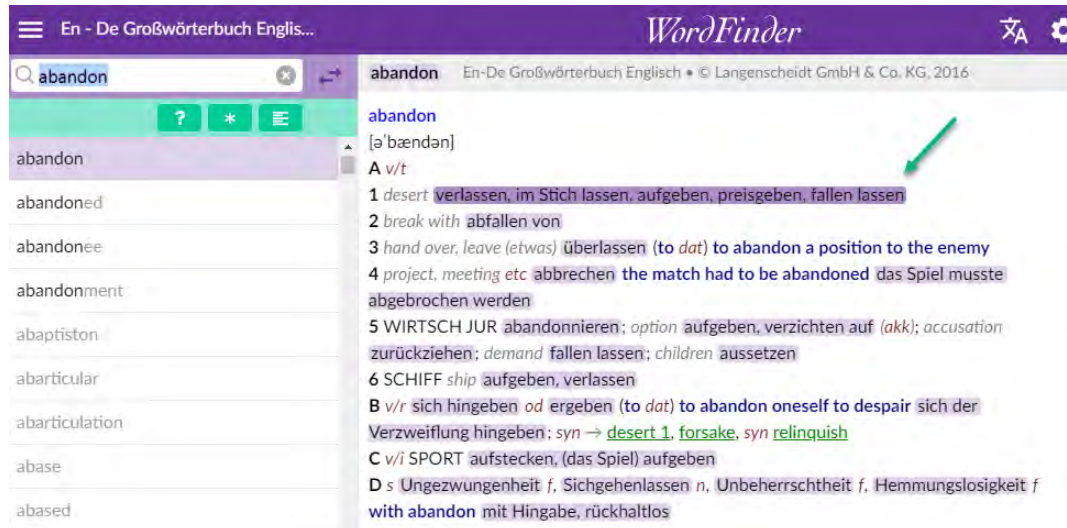 En - De Großwörterbuch Englis...
WordFinder
abandon
? *
abandon
abandoned
abandonee
abandonment
abaptiston
abarticular
abarticulation
abase
abased
abandon En-De Großwörterbuch Englisch • © Langenscheidt GmbH & Co. KG, 2016
abandon
[ə'bændən]
A v/t
1 desert verlassen, im Stich lassen, aufgeben, preisgeben, fallen lassen
2 break with abfallen von
3 hand over, leave (etwas) überlassen (to dat) to abandon a position to the enemy
4 project, meeting etc abbrechen the match had to be abandoned das Spiel musste
abgebrochen werden
5 WIRTSCH JUR abandonnieren; option aufgeben, verzichten auf (akk); accusation
zurückziehen; demand fallen lassen; children aussetzen
6 SCHIFF ship aufgeben, verlassen
B v/r sich hingeben od ergeben (to dat) to abandon oneself to despair sich der
Verzweiflung hingeben; syn → desert 1, forsake, syn relinquish
C v/i SPORT aufstecken, (das Spiel) aufgeben
D s Ungezwungenheit f, Sichgehenlassen n, Unbeherrschtheit f, Hemmungslosigkeit f
with abandon mit Hingabe, rückhaltlos